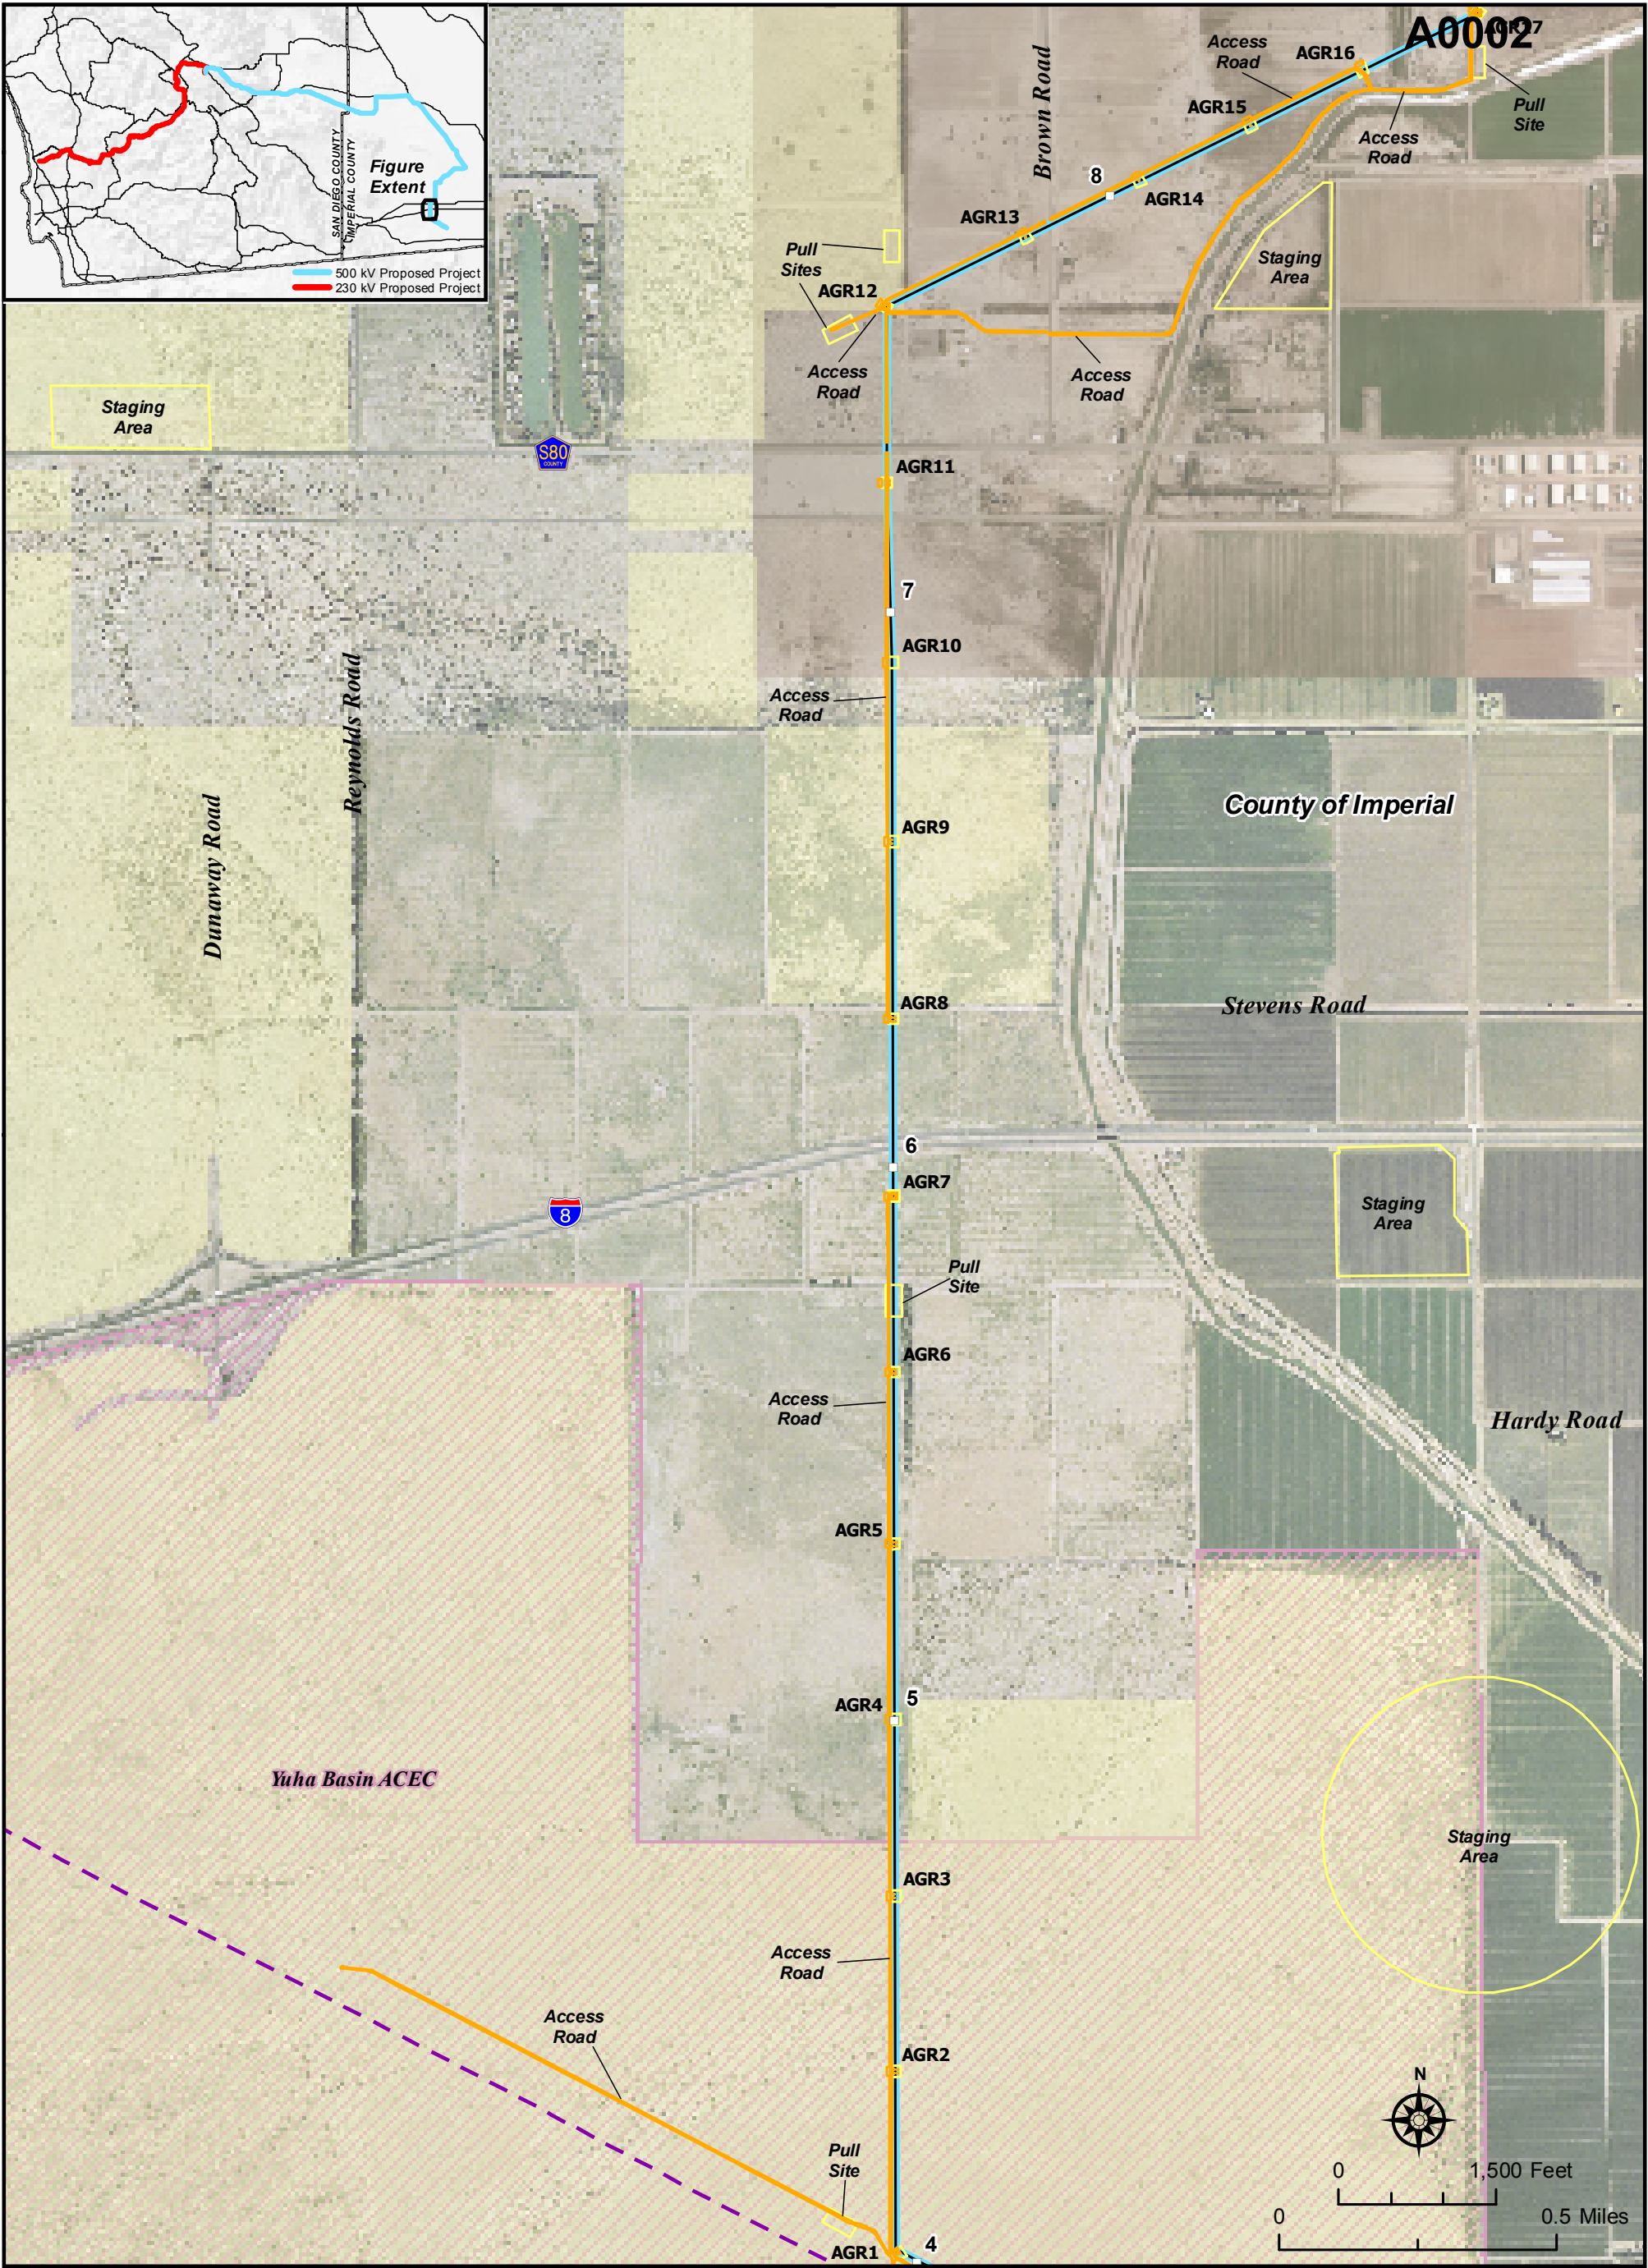 A0002
SAN DIEGO COUNTY
IMPERIAL COUNTY
Figure
Extent
500 kV Proposed Project
230 kV Proposed Project
Brown Road
Access
Road
AGR16
AGR17
Pull
Site
AGR15
Access
Road
8
AGR14
AGR13
Pull
Sites
AGR12
Staging
Area
Access
Road
Access
Road
Staging
Area
S80
COUNTY
AGR11
7
AGR10
Reynolds Road
Access
Road
Dunaway Road
County of Imperial
AGR9
AGR8
Stevens Road
6
AGR7
8
Staging
Area
Pull
Site
AGR6
Access
Road
Hardy Road
AGR5
AGR4
5
Yuha Basin ACEC
Staging
Area
AGR3
Access
Road
Access
Road
AGR2
N
Pull
Site
0 1,500 Feet
0 0.5 Miles
AGR1
4